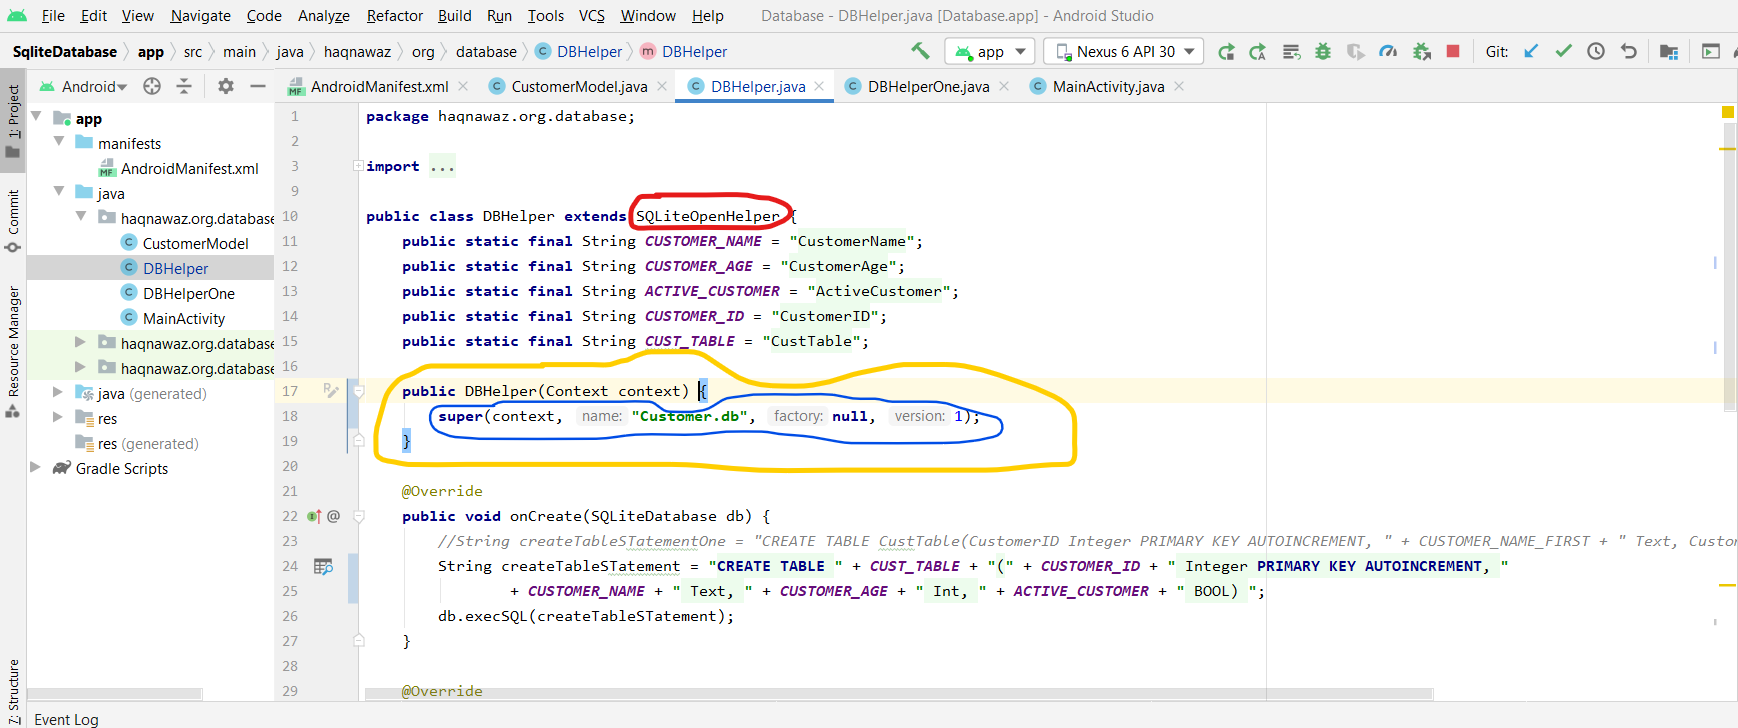 File Edit View Navigate Code Analyze Refactor Build Run Tools VCS Window Help Database - DBHelper.java [Database.app] - Android Studio
SqliteDatabase app src main java haqnawaz org database DBHelper DBHelper app Nexus 6 API 30 Git:
Android AndroidManifest.xml CustomerModel.java DBHelper.java DBHelperOne.java MainActivity.java
1: Project
Commit
Resource Manager
7: Structure
app
manifests
AndroidManifest.xml
java
haqnawaz.org.database
CustomerModel
DBHelper
DBHelperOne
MainActivity
haqnawaz.org.database
haqnawaz.org.database
java (generated)
res
res (generated)
Gradle Scripts
1 package haqnawaz.org.database;
2
3 import ...
9
10 public class DBHelper extends SQLiteOpenHelper {
11 public static final String CUSTOMER_NAME = "CustomerName";
12 public static final String CUSTOMER_AGE = "CustomerAge";
13 public static final String ACTIVE_CUSTOMER = "ActiveCustomer";
14 public static final String CUSTOMER_ID = "CustomerID";
15 public static final String CUST_TABLE = "CustTable";
16
17 public DBHelper(Context context) {
18 super(context, name: "Customer.db", factory: null, version: 1);
19 }
20
21 @Override
22 public void onCreate(SQLiteDatabase db) {
23 //String createTableSTatementOne = "CREATE TABLE CustTable(CustomerID Integer PRIMARY KEY AUTOINCREMENT, " + CUSTOMER_NAME_FIRST + " Text, Custom
24 String createTableSTatement = "CREATE TABLE " + CUST_TABLE + "(" + CUSTOMER_ID + " Integer PRIMARY KEY AUTOINCREMENT, "
25 + CUSTOMER_NAME + " Text, " + CUSTOMER_AGE + " Int, " + ACTIVE_CUSTOMER + " BOOL) ";
26 db.execSQL(createTableSTatement);
27 }
28
29 @Override
Event Log